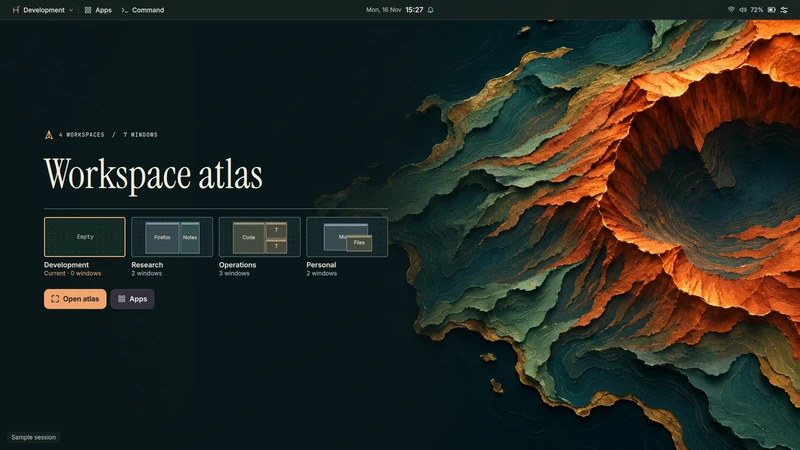 Development Apps Command Mon, 16 Nov 15:27 72%
4 WORKSPACES / 7 WINDOWS
Workspace atlas
Empty Firefox Notes Code T T Files
Development Research Operations Personal
Current · 0 windows 2 windows 3 windows 2 windows
Open atlas Apps
Sample session